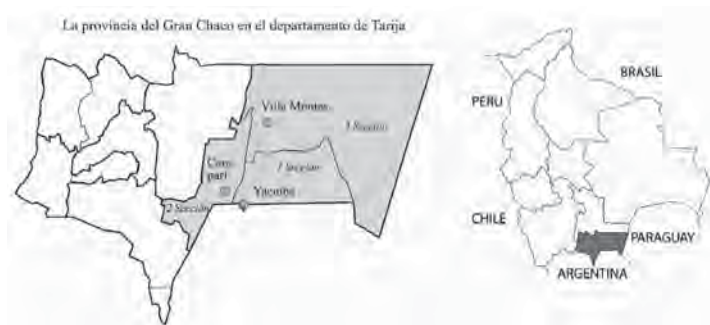 La provincia del Gran Chaco en el departamento de Tarija
Villa Montes
3 Sección
Cara-
parí
1 Sección
2 Sección
Yacuiba
BRASIL
PERU
CHILE
PARAGUAY
ARGENTINA